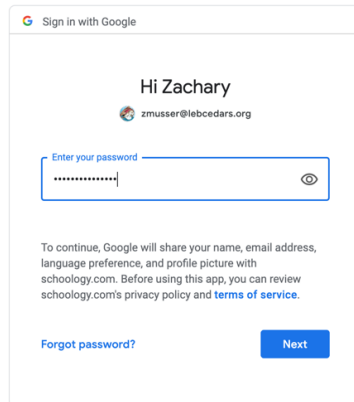 Sign in with Google
Hi Zachary
zmusser@lebcedars.org
Enter your password
•••••••••••••••
To continue, Google will share your name, email address,
language preference, and profile picture with
schoology.com. Before using this app, you can review
schoology.com's privacy policy and terms of service.
Forgot password?
Next